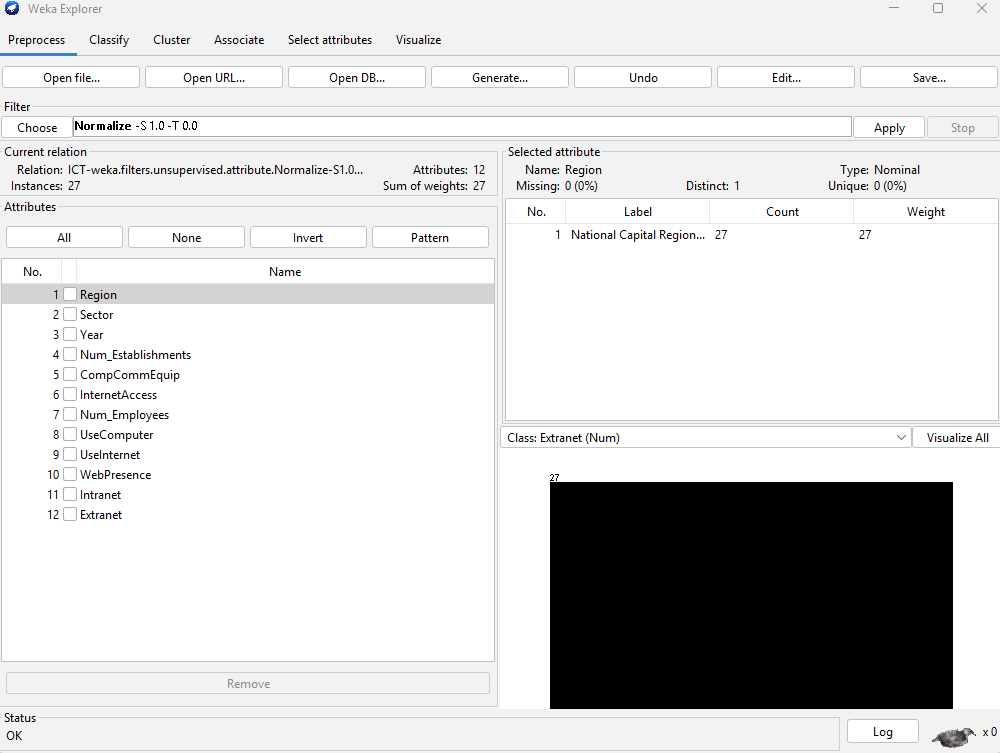 Weka Explorer
Preprocess Classify Cluster Associate Select attributes Visualize
Open file... Open URL... Open DB... Generate... Undo Edit... Save...
Filter
Choose Normalize -S 1.0 -T 0.0 Apply Stop
Current relation
Relation: ICT-weka.filters.unsupervised.attribute.Normalize-S1.0... Attributes: 12
Instances: 27 Sum of weights: 27
Attributes
All None Invert Pattern
No. Name
1 Region
2 Sector
3 Year
4 Num_Establishments
5 CompCommEquip
6 InternetAccess
7 Num_Employees
8 UseComputer
9 UseInternet
10 WebPresence
11 Intranet
12 Extranet
Remove
Selected attribute
Name: Region Type: Nominal
Missing: 0 (0%) Distinct: 1 Unique: 0 (0%)
No. Label Count Weight
1 National Capital Region... 27 27
Class: Extranet (Num) Visualize All
27
Status
OK
Log x 0